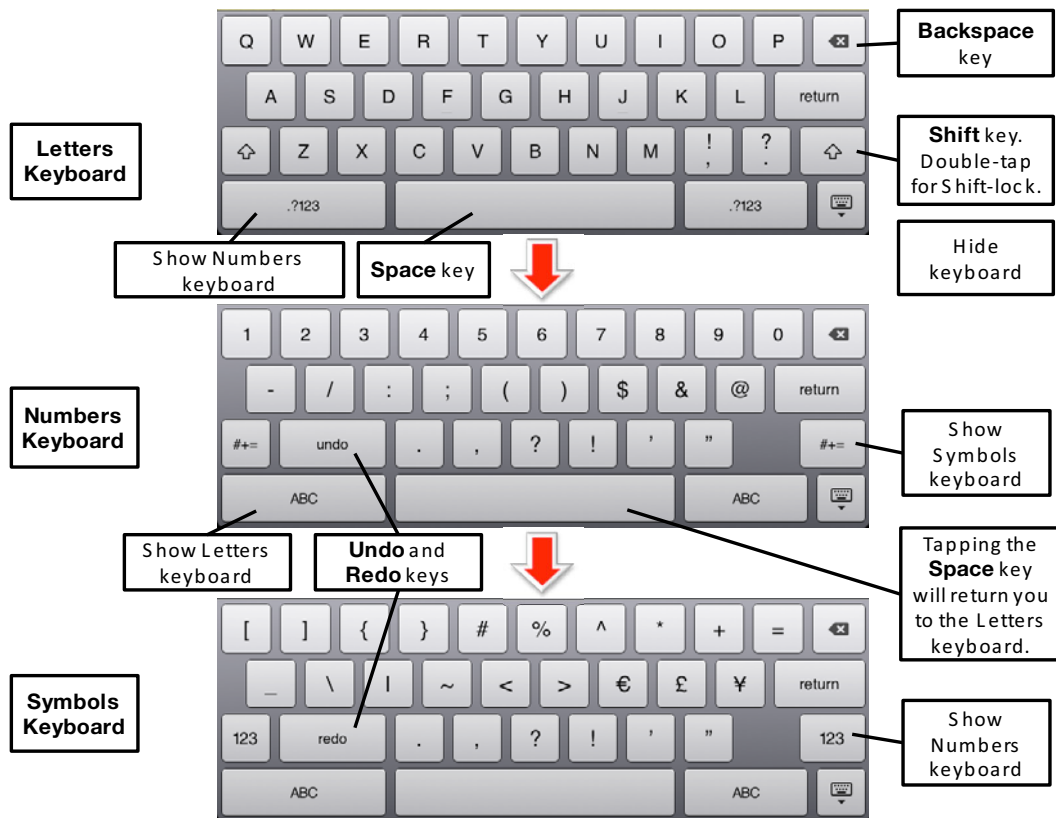 Q W E R T Y U I O P
Backspace
key
A S D F G H J K L return
Letters
Keyboard
Z X C V B N M ! , ? .
Shift key.
Double-tap
for Shift-lock.
.?123 .?123
Show Numbers
keyboard
Space key
Hide
keyboard
1 2 3 4 5 6 7 8 9 0
- / : ; ( ) $ & @ return
Numbers
Keyboard
#+= undo . , ? ! ' " #+=
Show
Symbols
keyboard
ABC ABC
Show Letters
keyboard
Undo and
Redo keys
Tapping the
Space key
will return you
to the Letters
keyboard.
[ ] { } # % ^ * + =
_ \ | ~ < > € £ ¥ return
Symbols
Keyboard
123 redo . , ? ! ' " 123
Show
Numbers
keyboard
ABC ABC